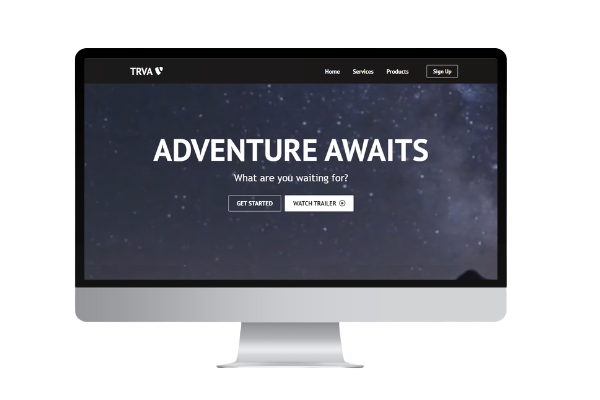 TRVA
Home Services Products Sign Up
ADVENTURE AWAITS
What are you waiting for?
GET STARTED WATCH TRAILER